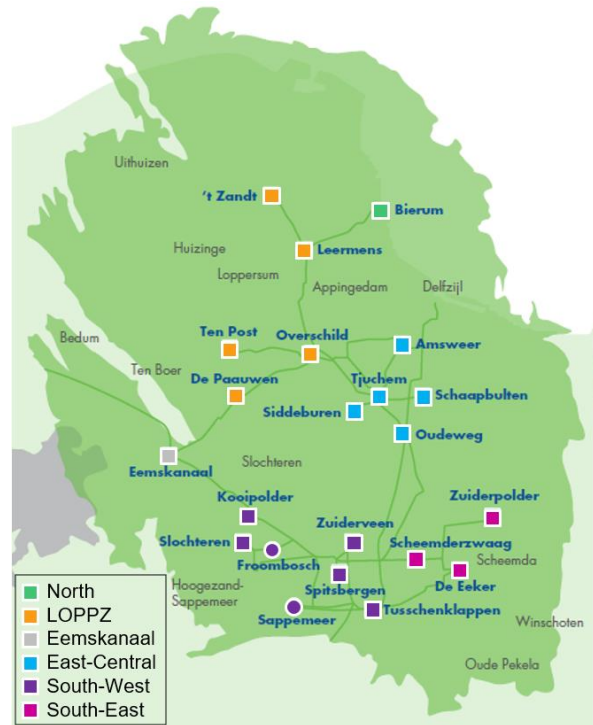 Uithuizen
't Zandt
Bierum
Huizinge
Leermens
Loppersum
Appingedam
Delfzijl
Bedum
Ten Post
Overschild
Amsweer
Ten Boer
De Paauwen
Tjuchem
Schaapbulten
Siddeburen
Oudeweg
Eemskanaal
Slochteren
Kooipolder
Zuiderpolder
Zuiderveen
Slochteren
Scheemderzwaag
Froombosch
Scheemda
Hoogezand-
Sappemeer
Spitsbergen
De Eeker
Sappemeer
Tusschenklappen
Winschoten
Oude Pekela
North
LOPPZ
Eemskanaal
East-Central
South-West
South-East